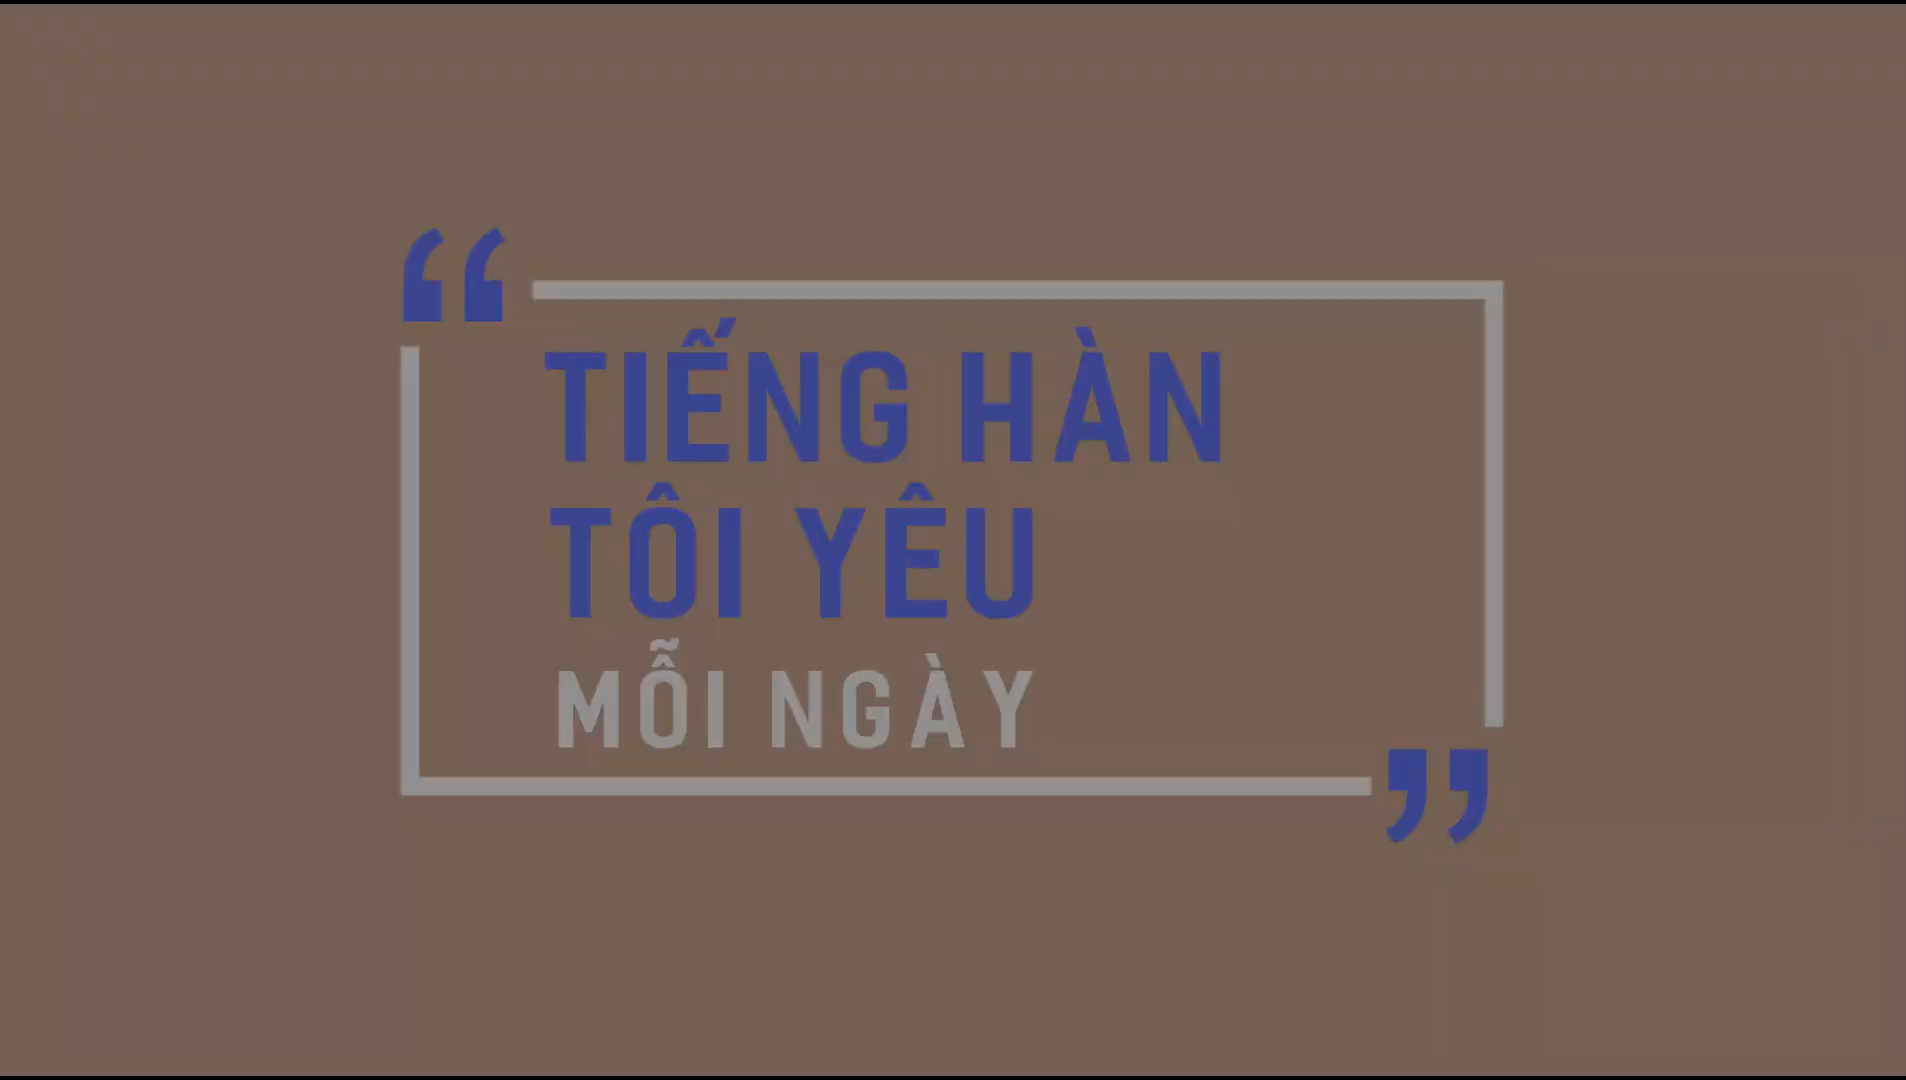 “
TIẾNG HÀN
TÔI YÊU
MỖI NGÀY
”